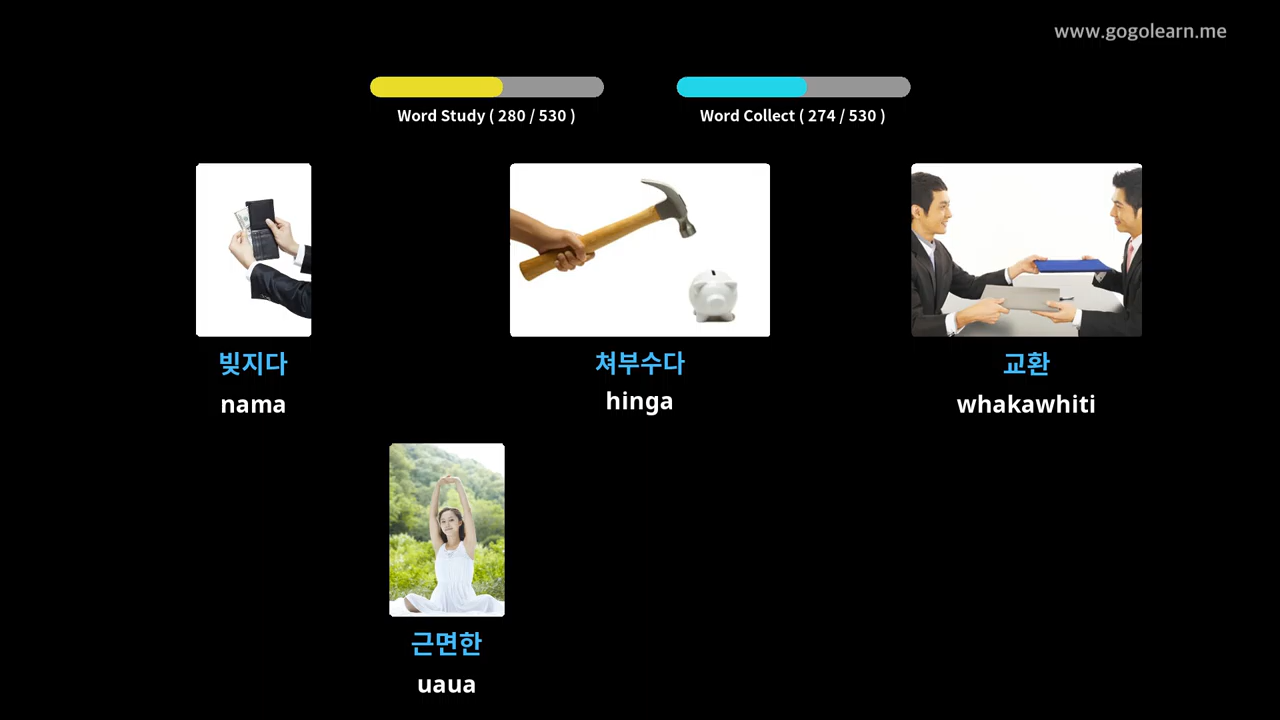 www.gogolearn.me
Word Study ( 280 / 530 )
Word Collect ( 274 / 530 )
빚지다
nama
쳐부수다
hinga
교환
whakawhiti
근면한
uaua